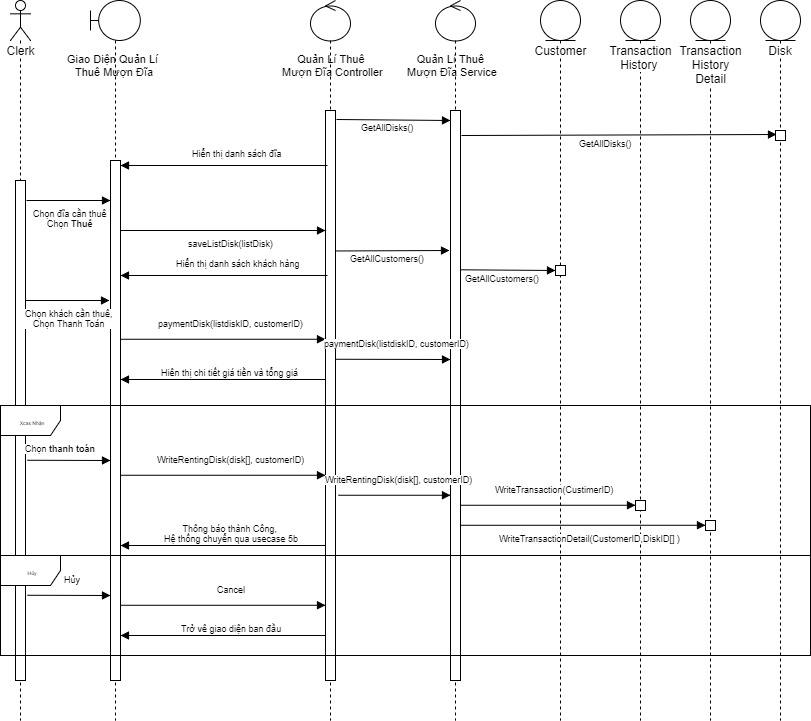 Clerk
Giao Diện Quản Lí
Thuê Mượn Đĩa
Quản Lí Thuê
Mượn Đĩa Controller
Quản Lí Thuê
Mượn Đĩa Service
Customer
Transaction
History
Transaction
History
Detail
Disk
GetAllDisks()
GetAllDisks()
Hiển thị danh sách đĩa
Chọn đĩa cần thuê
Chọn Thuê
saveListDisk(listDisk)
GetAllCustomers()
Hiển thị danh sách khách hàng
GetAllCustomers()
Chọn khách cần thuê,
Chọn Thanh Toán
paymentDisk(listdiskID, customerID)
paymentDisk(listdiskID, customerID)
Hiện thị chi tiết giá tiền và tổng giá
Xcas Nhận
Chọn thanh toán
WriteRentingDisk(disk[], customerID)
WriteRentingDisk(disk[], customerID)
WriteTransaction(CustimerID)
Thông báo thành Công,
Hệ thống chuyển qua usecase 5b
WriteTransactionDetail(CustomerID,DiskID[] )
Hủy
Hủy
Cancel
Trở về giao diện ban đầu